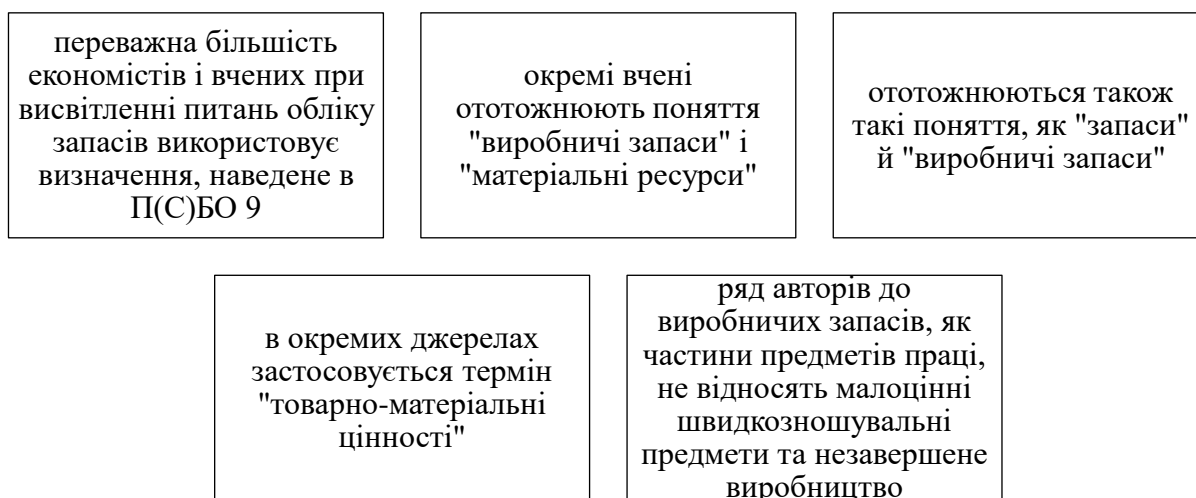 переважна більшість
економістів і вчених при
висвітленні питань обліку
запасів використовує
визначення, наведене в
П(С)БО 9
окремі вчені
ототожнюють поняття
"виробничі запаси" і
"матеріальні ресурси"
ототожнюються також
такі поняття, як "запаси"
й "виробничі запаси"
в окремих джерелах
застосовується термін
"товарно-матеріальні
цінності"
ряд авторів до
виробничих запасів, як
частини предметів праці,
не відносять малоцінні
швидкозношувальні
предмети та незавершене
виробництво